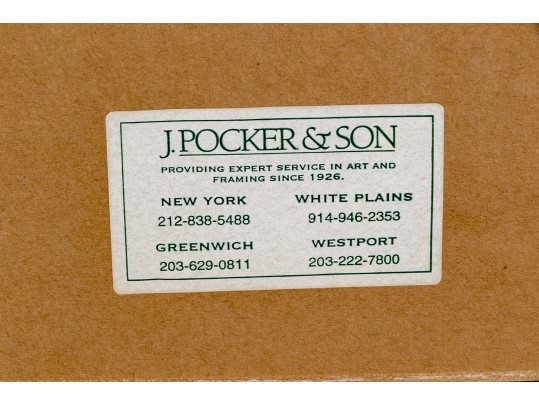 J. POCKER & SON
PROVIDING EXPERT SERVICE IN ART AND
FRAMING SINCE 1926.
NEW YORK WHITE PLAINS
212-838-5488 914-946-2353
GREENWICH WESTPORT
203-629-0811 203-222-7800